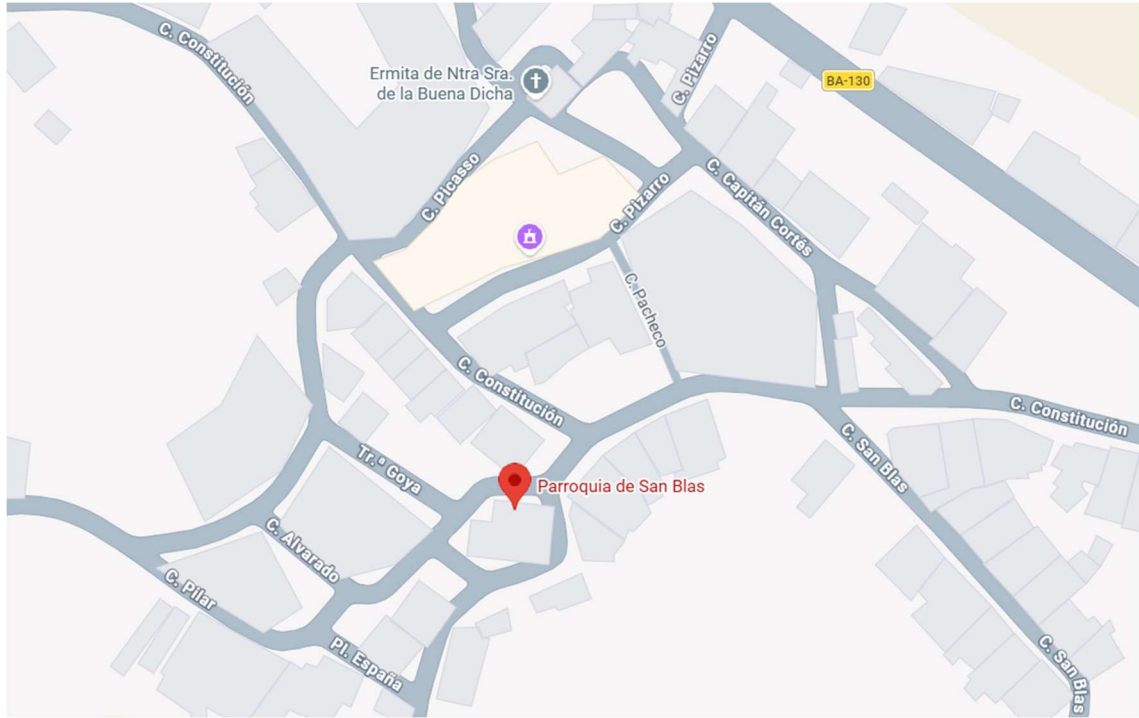 C. Constitución
Ermita de Ntra Sra.
de la Buena Dicha
C. Pizarro
BA-130
C. Picasso
C. Pizarro
C. Capitán Cortés
C. Pacheco
C. Constitución
C. Constitución
Tr.ª Goya
C. San Blas
Parroquia de San Blas
C. Alvarado
C. Pilar
Pl. España
C. San Blas